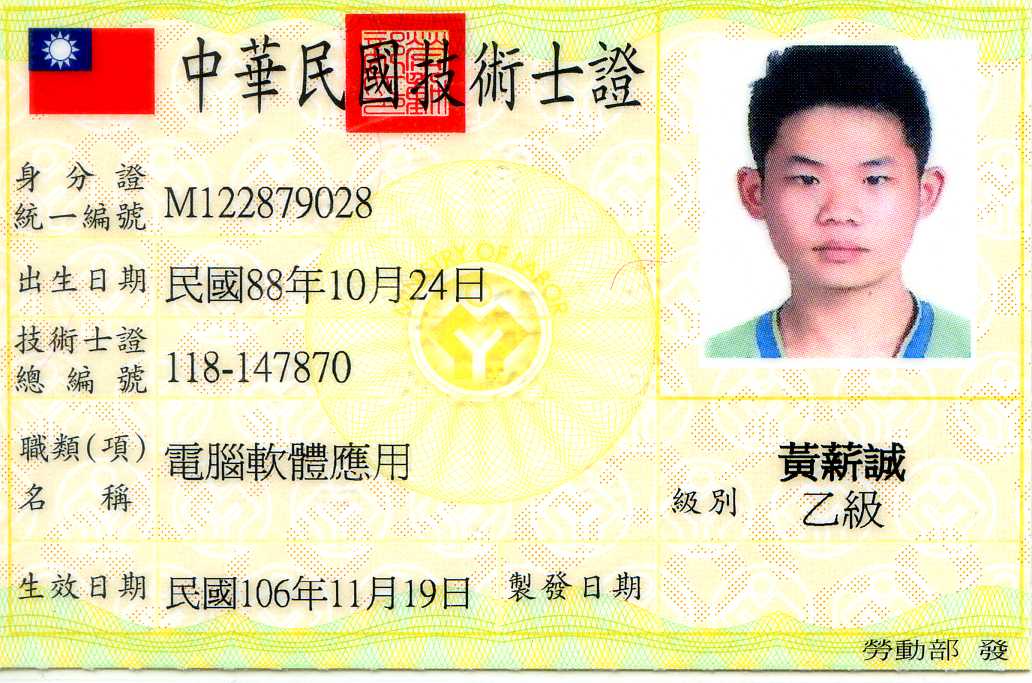 中華民國技術士證
身分證
統一編號 M122879028
出生日期 民國88年10月24日
技術士證
總編號 118-147870
職類(項)
名稱 電腦軟體應用
黃薪誠
級別 乙級
生效日期 民國106年11月19日 製發日期
勞動部 發
MINISTRY OF LABOR